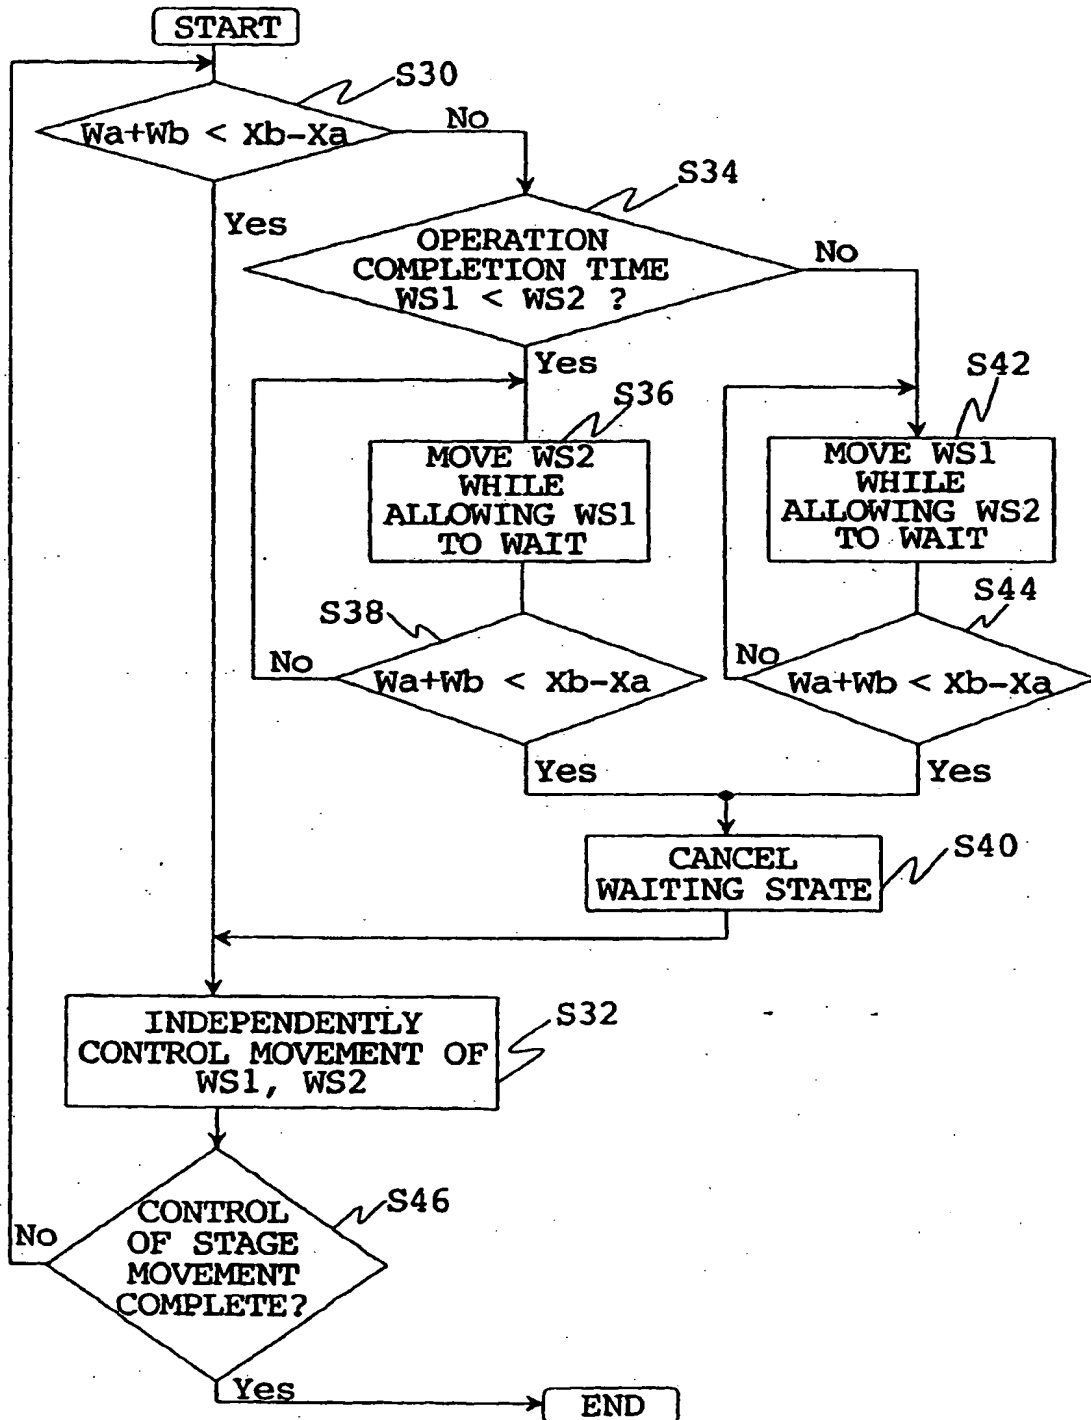 START
S30
Wa+Wb < Xb-Xa
No
Yes
S34
OPERATION
COMPLETION TIME
WS1 < WS2 ?
No
Yes
S36
MOVE WS2
WHILE
ALLOWING WS1
TO WAIT
S42
MOVE WS1
WHILE
ALLOWING WS2
TO WAIT
S38
No
Wa+Wb < Xb-Xa
Yes
S44
No
Wa+Wb < Xb-Xa
Yes
CANCEL
WAITING STATE
S40
INDEPENDENTLY
CONTROL MOVEMENT OF
WS1, WS2
S32
CONTROL
OF STAGE
MOVEMENT
COMPLETE?
S46
No
Yes
END